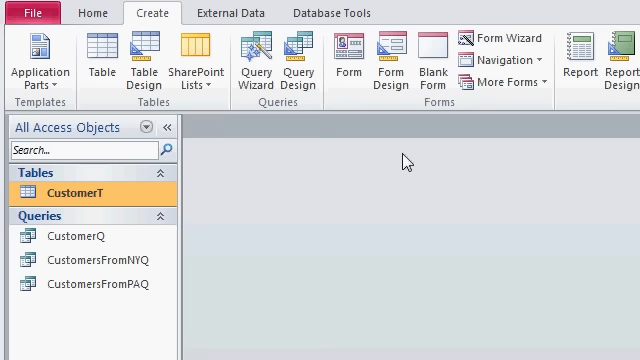 File Home Create External Data Database Tools
Application Parts Table Table Design SharePoint Lists Query Wizard Query Design Form Form Design Blank Form Form Wizard Navigation More Forms Report Report Design
Templates Tables Queries Forms
All Access Objects
Search...
Tables
CustomerT
Queries
CustomerQ
CustomersFromNYQ
CustomersFromPAQ